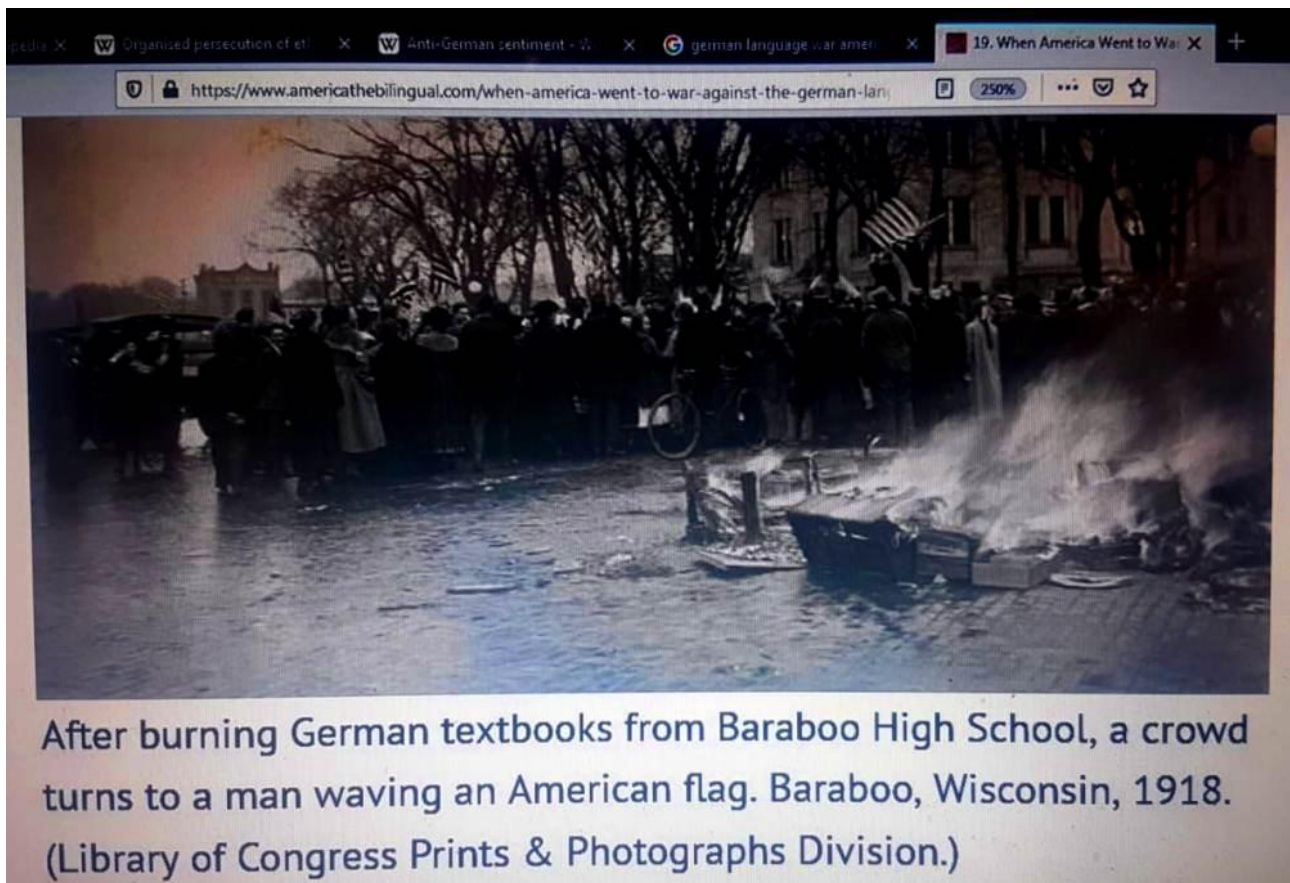 pedia
Organised persecution of et
Anti-German sentiment - W
german language war amer
19. When America Went to Wa
https://www.americathebilingual.com/when-america-went-to-war-against-the-german-lan
250%
After burning German textbooks from Baraboo High School, a crowd
turns to a man waving an American flag. Baraboo, Wisconsin, 1918.
(Library of Congress Prints & Photographs Division.)